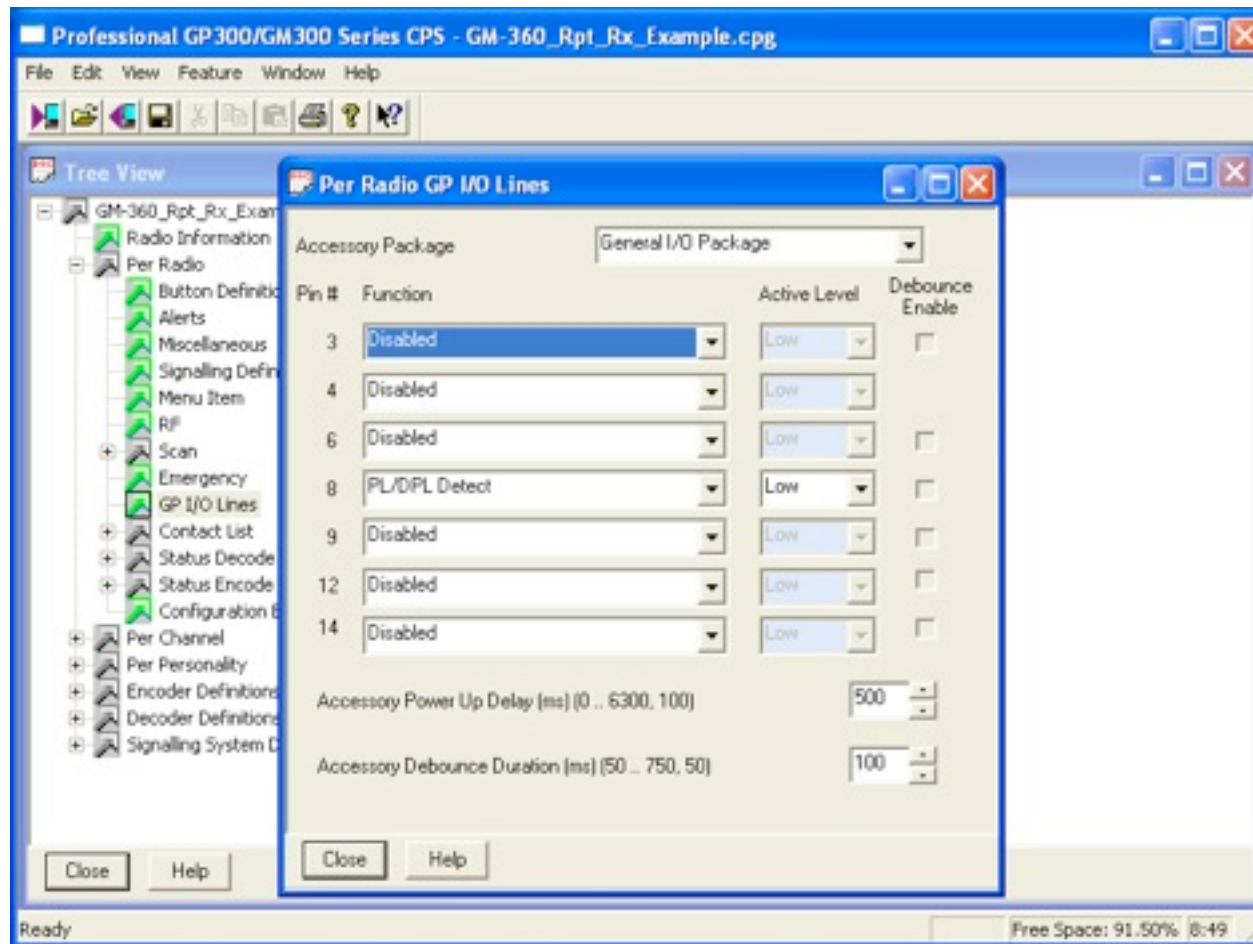 Professional GP300/GM300 Series CPS - GM-360_Rpt_Rx_Example.cpg
File Edit View Feature Window Help
Tree View
GM-360_Rpt_Rx_Exam
Radio Information
Per Radio
Button Definitio
Alerts
Miscellaneous
Signalling Defin
Menu Item
RF
Scan
Emergency
GP I/O Lines
Contact List
Status Decode
Status Encode
Configuration
Per Channel
Per Personality
Encoder Definitions
Decoder Definitions
Signalling System D
Close Help
Per Radio GP I/O Lines
Accessory Package General I/O Package
Pin # Function Active Level Debounce Enable
3 Disabled Low
4 Disabled Low
6 Disabled Low
8 PL/DPL Detect Low
9 Disabled Low
12 Disabled Low
14 Disabled Low
Accessory Power Up Delay (ms) (0 .. 6300, 100) 500
Accessory Debounce Duration (ms) (50 .. 750, 50) 100
Close Help
Ready Free Space: 91.50% 8:49